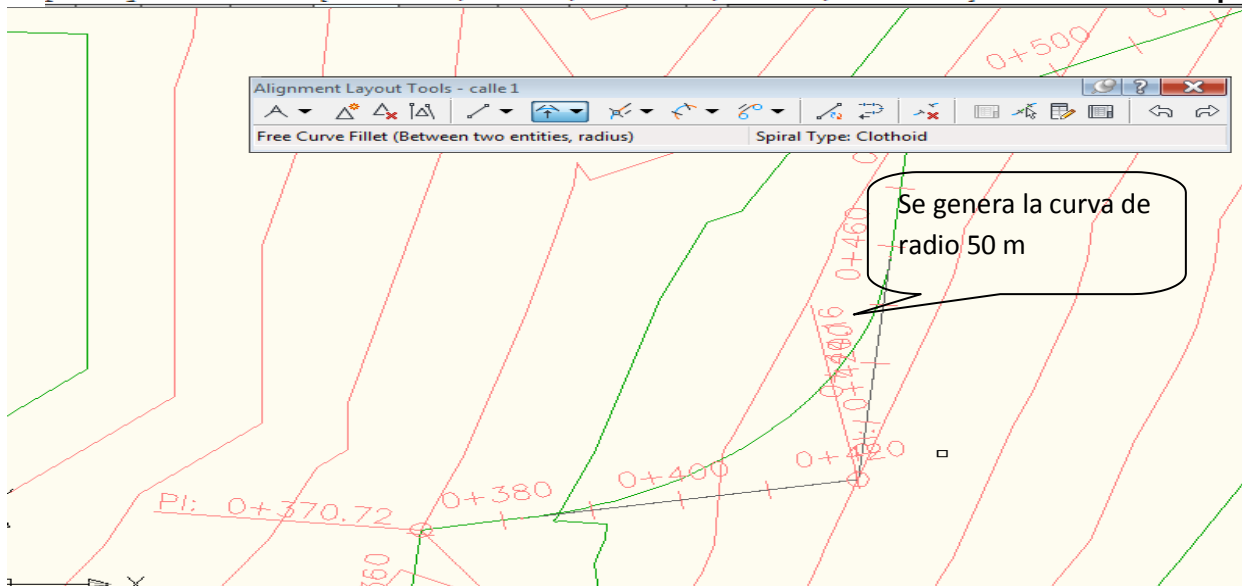 0+500
Alignment Layout Tools - calle 1
Free Curve Fillet (Between two entities, radius)
Spiral Type: Clothoid
Se genera la curva de
radio 50 m
0+460
0+420
0+400
0+380
PI: 0+370.72
X